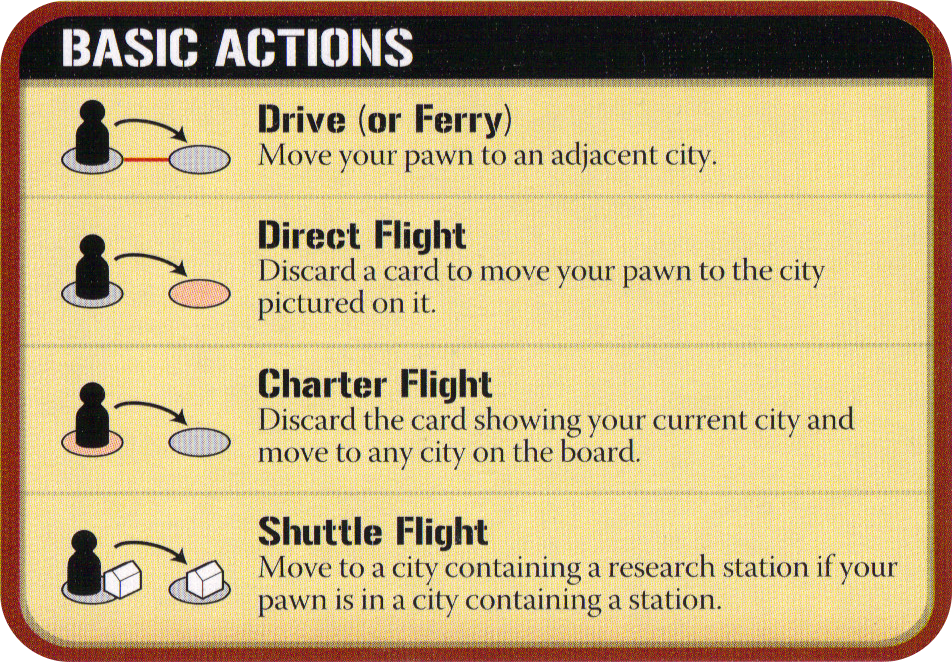 BASIC ACTIONS
Drive (or Ferry)
Move your pawn to an adjacent city.
Direct Flight
Discard a card to move your pawn to the city
pictured on it.
Charter Flight
Discard the card showing your current city and
move to any city on the board.
Shuttle Flight
Move to a city containing a research station if your
pawn is in a city containing a station.